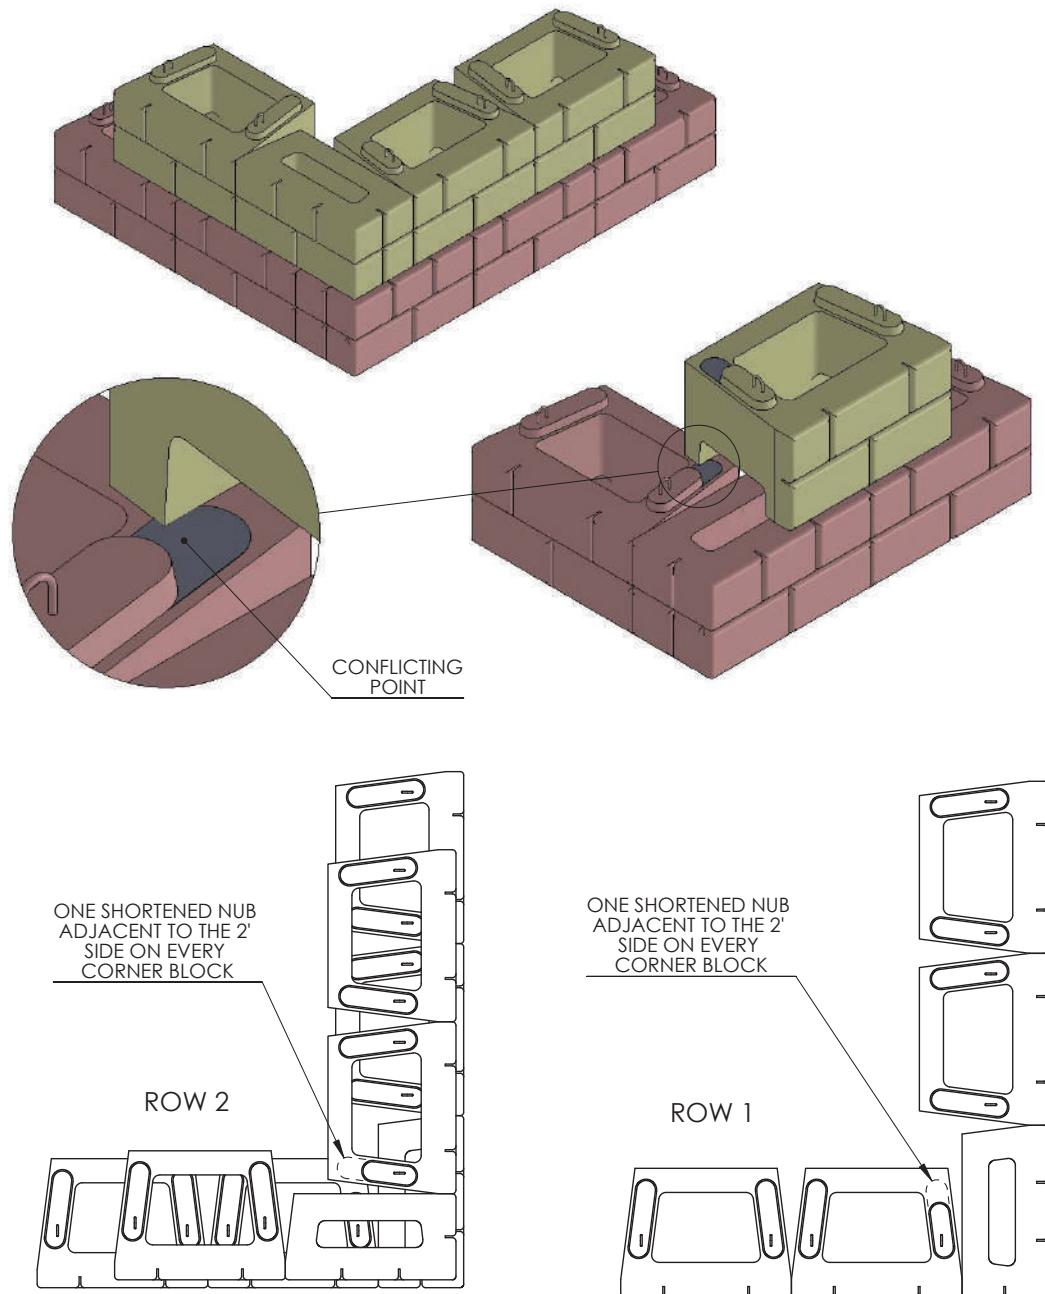 CONFLICTING
POINT
ONE SHORTENED NUB
ADJACENT TO THE 2'
SIDE ON EVERY
CORNER BLOCK
ROW 2
ONE SHORTENED NUB
ADJACENT TO THE 2'
SIDE ON EVERY
CORNER BLOCK
ROW 1